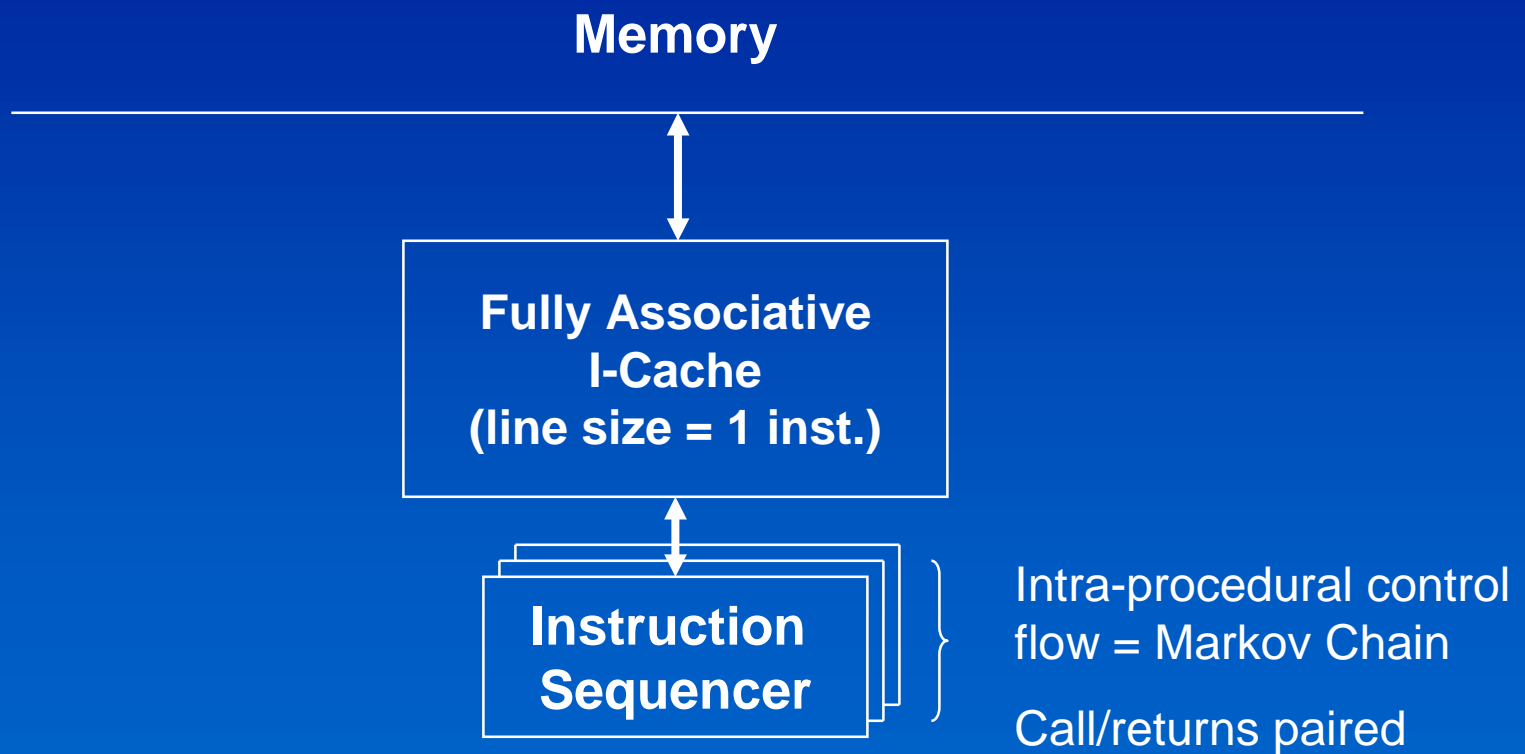 Memory
Fully Associative
I-Cache
(line size = 1 inst.)
Instruction
Sequencer
Intra-procedural control
flow = Markov Chain
Call/returns paired